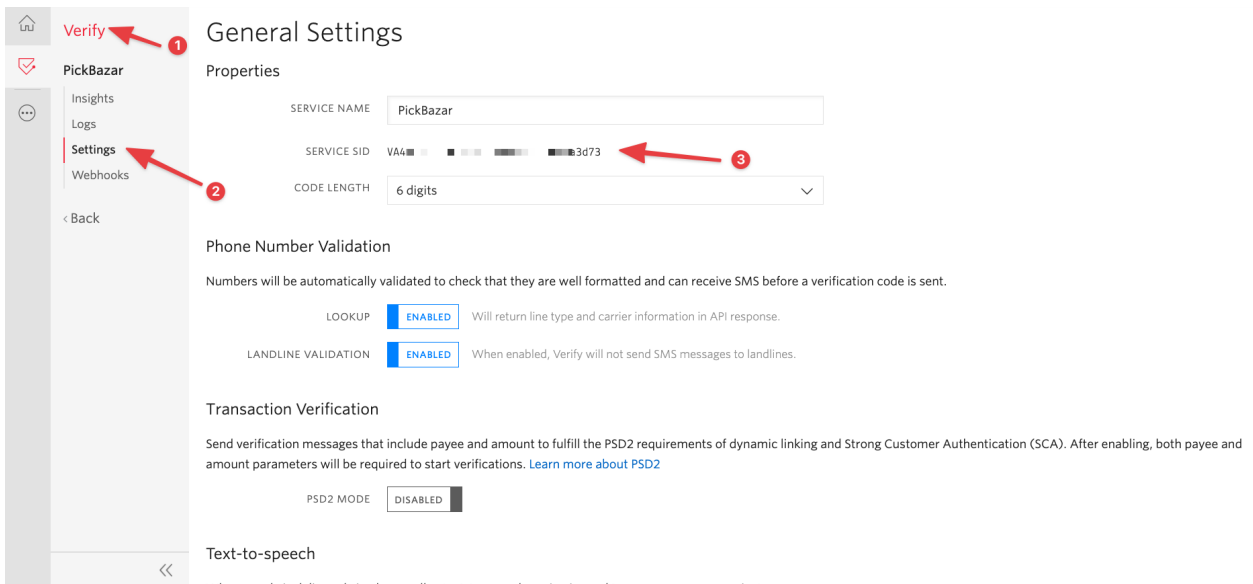 Verify
1
PickBazar
Insights
Logs
Settings
2
Webhooks
< Back
General Settings
Properties
SERVICE NAME PickBazar
SERVICE SID VA4 a3d73
3
CODE LENGTH 6 digits
Phone Number Validation
Numbers will be automatically validated to check that they are well formatted and can receive SMS before a verification code is sent.
LOOKUP ENABLED Will return line type and carrier information in API response.
LANDLINE VALIDATION ENABLED When enabled, Verify will not send SMS messages to landlines.
Transaction Verification
Send verification messages that include payee and amount to fulfill the PSD2 requirements of dynamic linking and Strong Customer Authentication (SCA). After enabling, both payee and
amount parameters will be required to start verifications. Learn more about PSD2
PSD2 MODE DISABLED
Text-to-speech